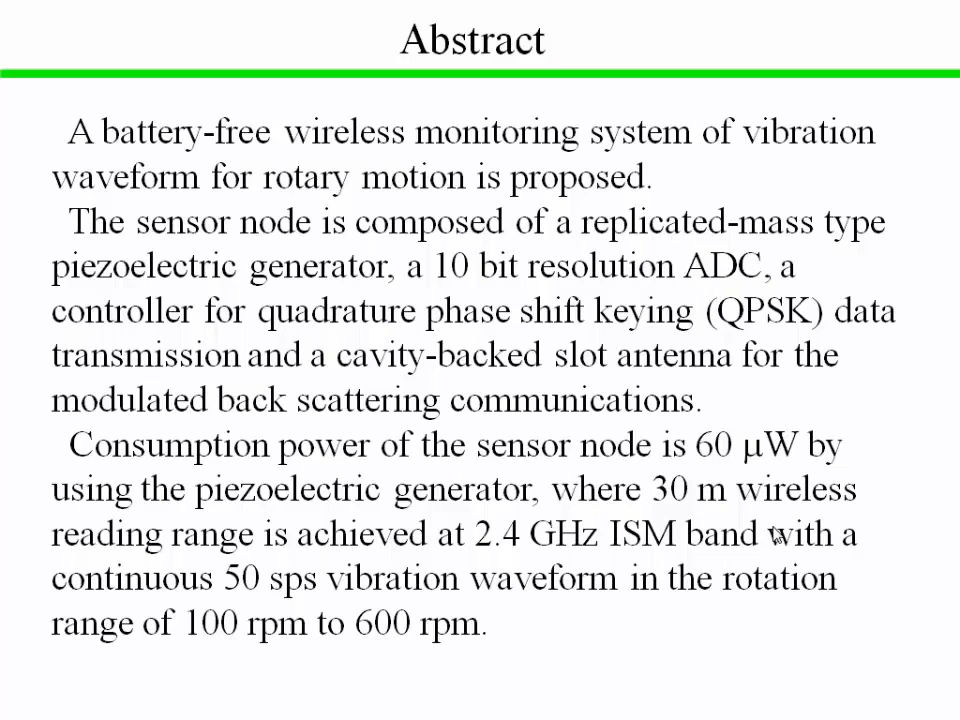 Abstract
A battery-free wireless monitoring system of vibration
waveform for rotary motion is proposed.
The sensor node is composed of a replicated-mass type
piezoelectric generator, a 10 bit resolution ADC, a
controller for quadrature phase shift keying (QPSK) data
transmission and a cavity-backed slot antenna for the
modulated back scattering communications.
Consumption power of the sensor node is 60 μW by
using the piezoelectric generator, where 30 m wireless
reading range is achieved at 2.4 GHz ISM band with a
continuous 50 sps vibration waveform in the rotation
range of 100 rpm to 600 rpm.